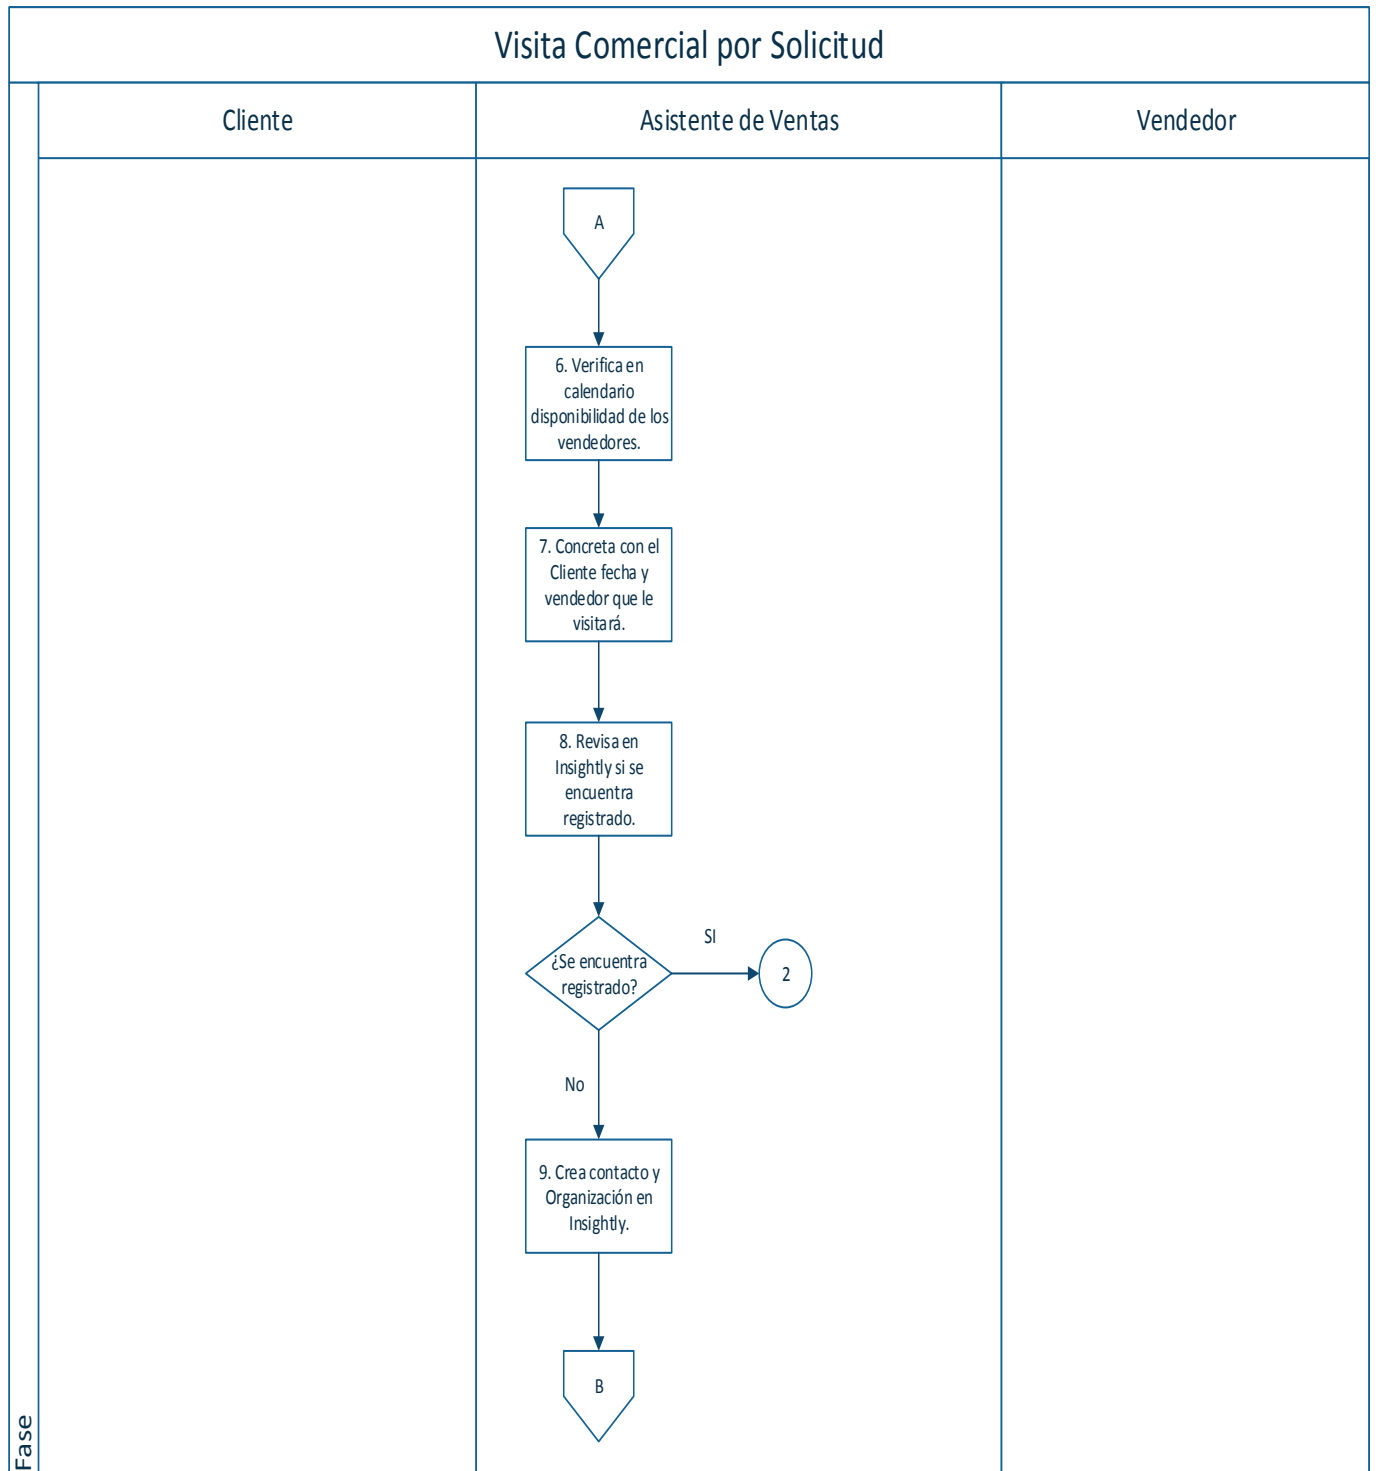 Visita Comercial por Solicitud
Cliente
Asistente de Ventas
Vendedor
A
6. Verifica en
calendario
disponibilidad de los
vendedores.
7. Concreta con el
Cliente fecha y
vendedor que le
visitará.
8. Revisa en
Insightly si se
encuentra
registrado.
¿Se encuentra
registrado?
SI
2
No
9. Crea contacto y
Organización en
Insightly.
B
Fase